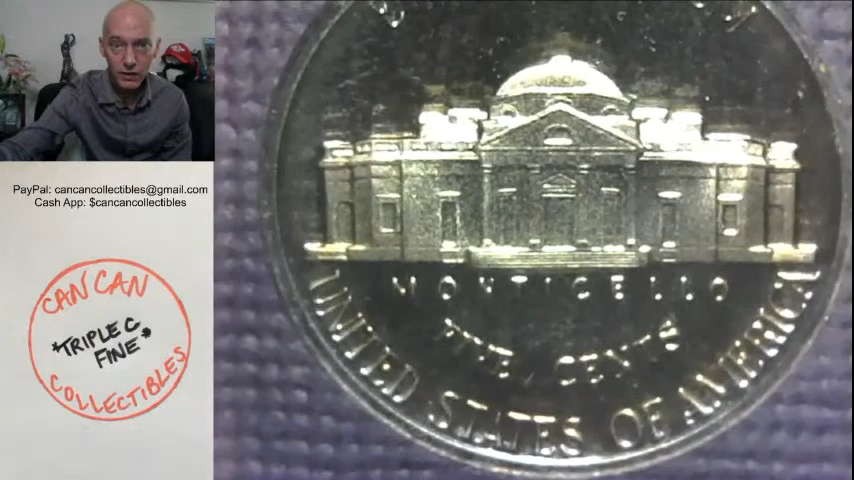 PayPal: cancancollectibles@gmail.com
Cash App: $cancancollectibles
CAN CAN
*TRIPLE C*
FINE
COLLECTIBLES
MONTICELLO
FIVE CENTS
UNITED STATES OF AMERICA